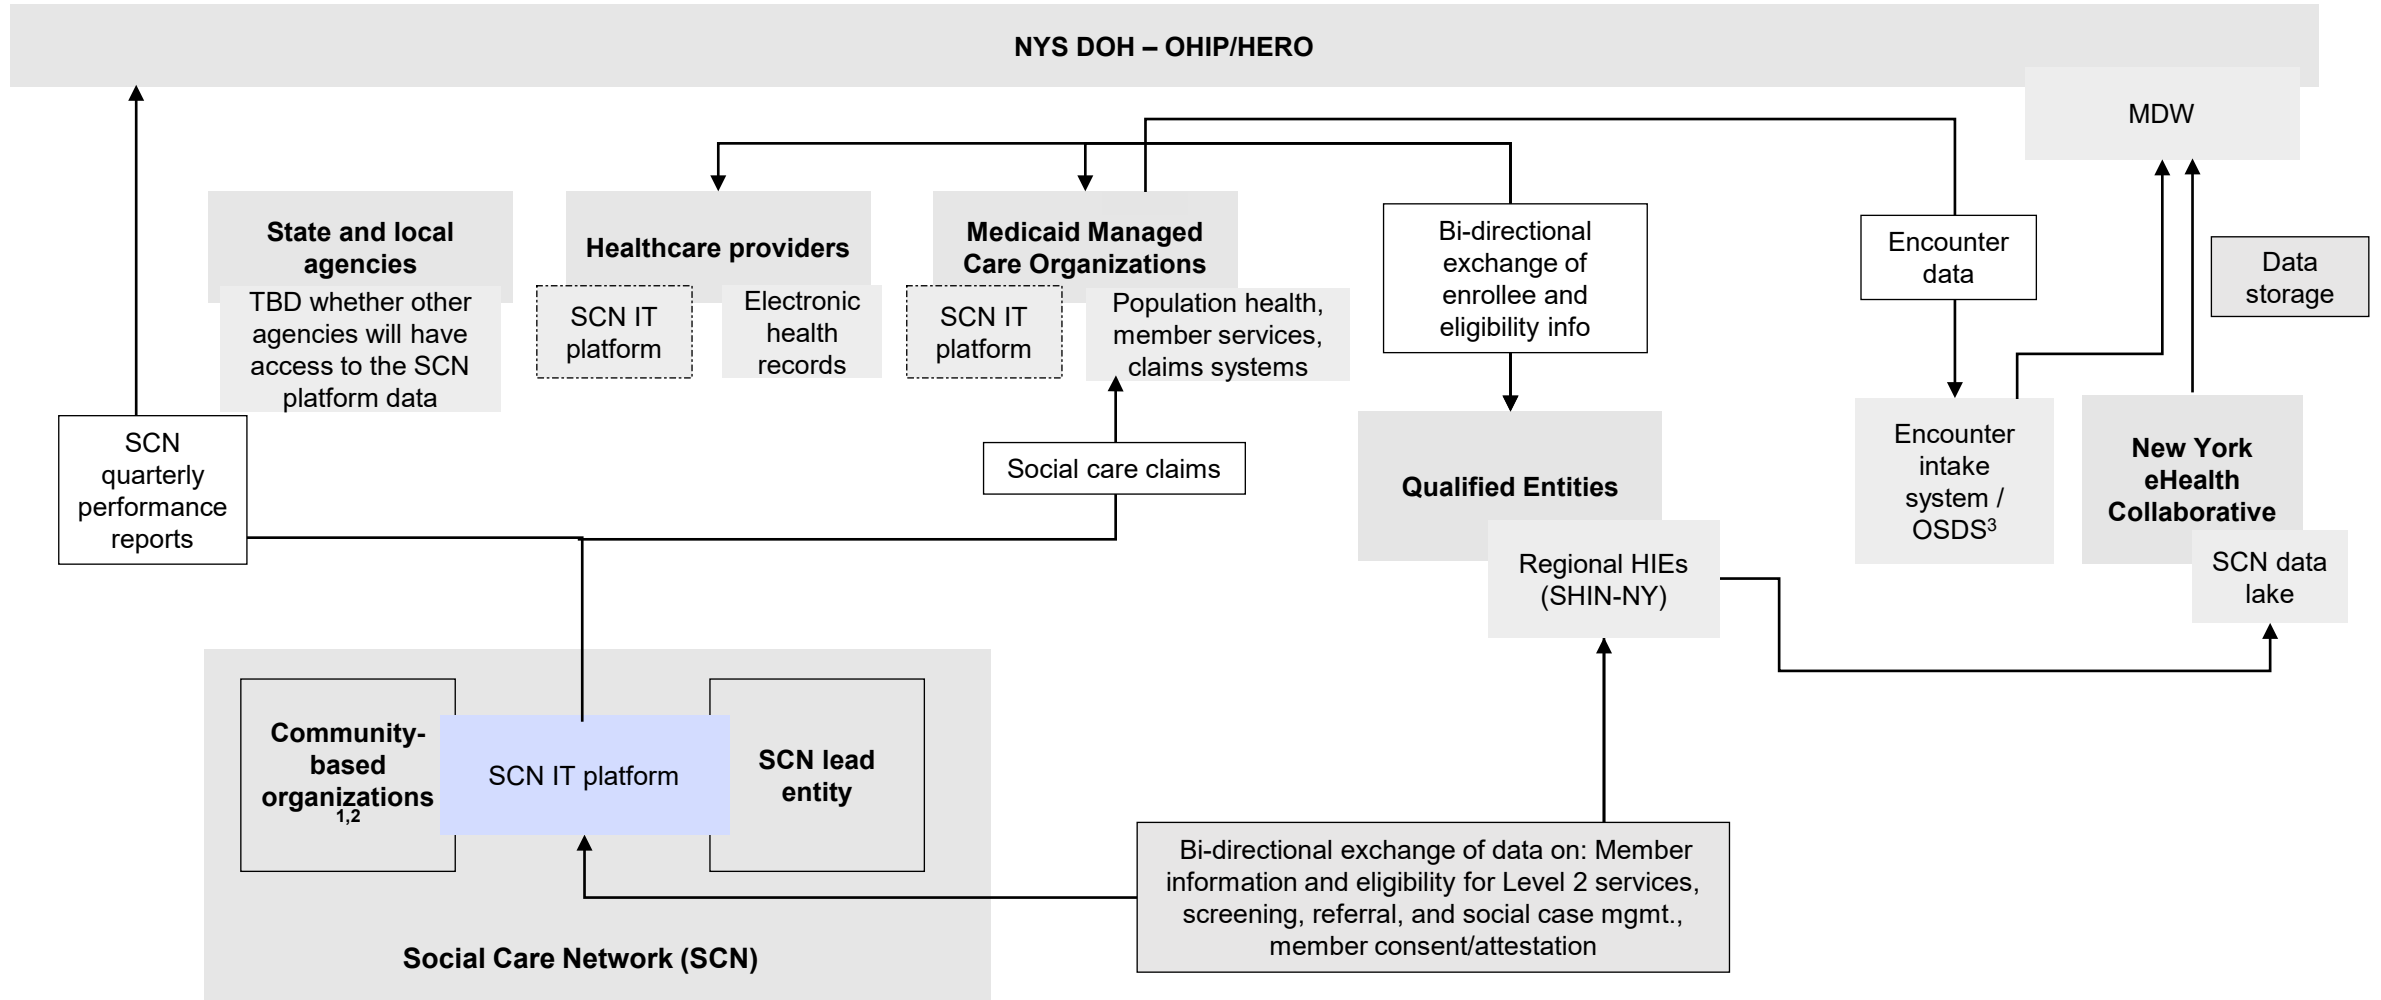 NYS DOH – OHIP/HERO
MDW
State and local
agencies
TBD whether other
agencies will have
access to the SCN
platform data
Healthcare providers
SCN IT
platform
Electronic
health
records
Medicaid Managed
Care Organizations
SCN IT
platform
Population health,
member services,
claims systems
Bi-directional
exchange of
enrollee and
eligibility info
Encounter
data
Data
storage
SCN
quarterly
performance
reports
Social care claims
Qualified Entities
Regional HIEs
(SHIN-NY)
Encounter
intake
system /
OSDS³
New York
eHealth
Collaborative
SCN data
lake
Community-
based
organizations
1,2
SCN IT platform
SCN lead
entity
Social Care Network (SCN)
Bi-directional exchange of data on: Member
information and eligibility for Level 2 services,
screening, referral, and social case mgmt.,
member consent/attestation